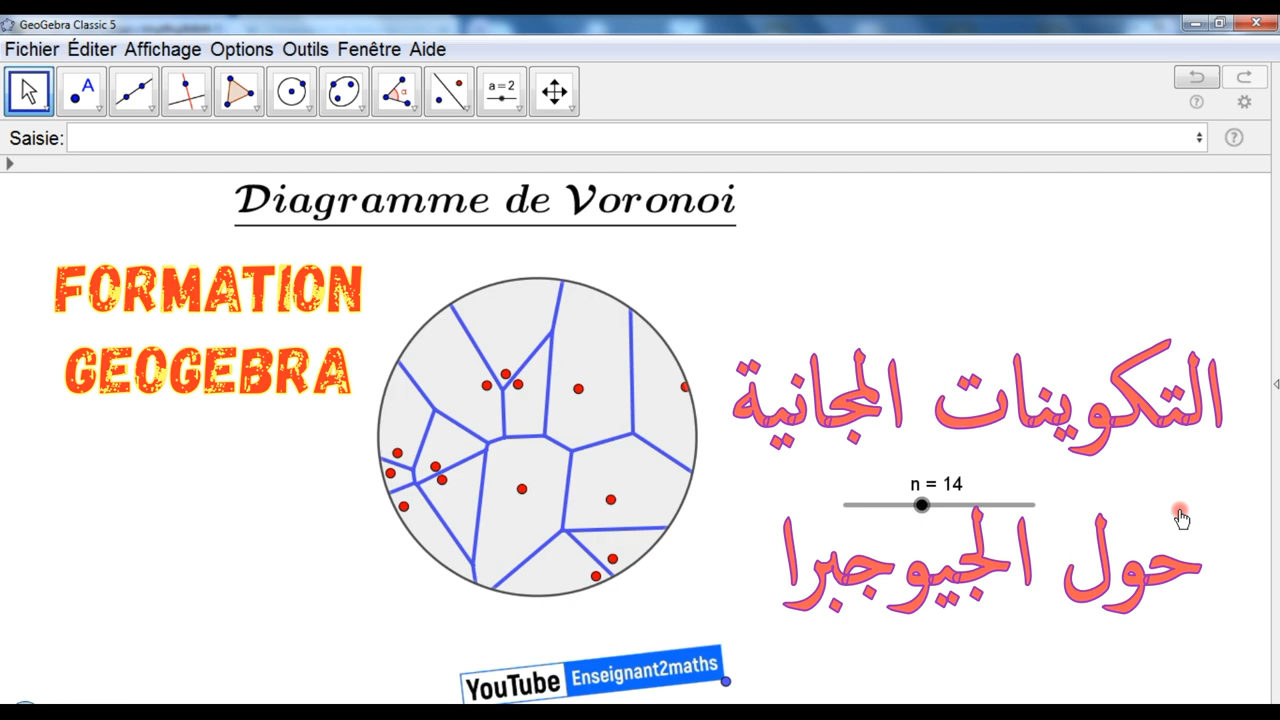 GeoGebra Classic 5
Fichier Éditer Affichage Options Outils Fenêtre Aide
A
α
a = 2
Saisie:
Diagramme de Voronoi
FORMATION
GEOGEBRA
التكوينات المجانية
n = 14
حول الجيوجبرا
YouTube Enseignant2maths